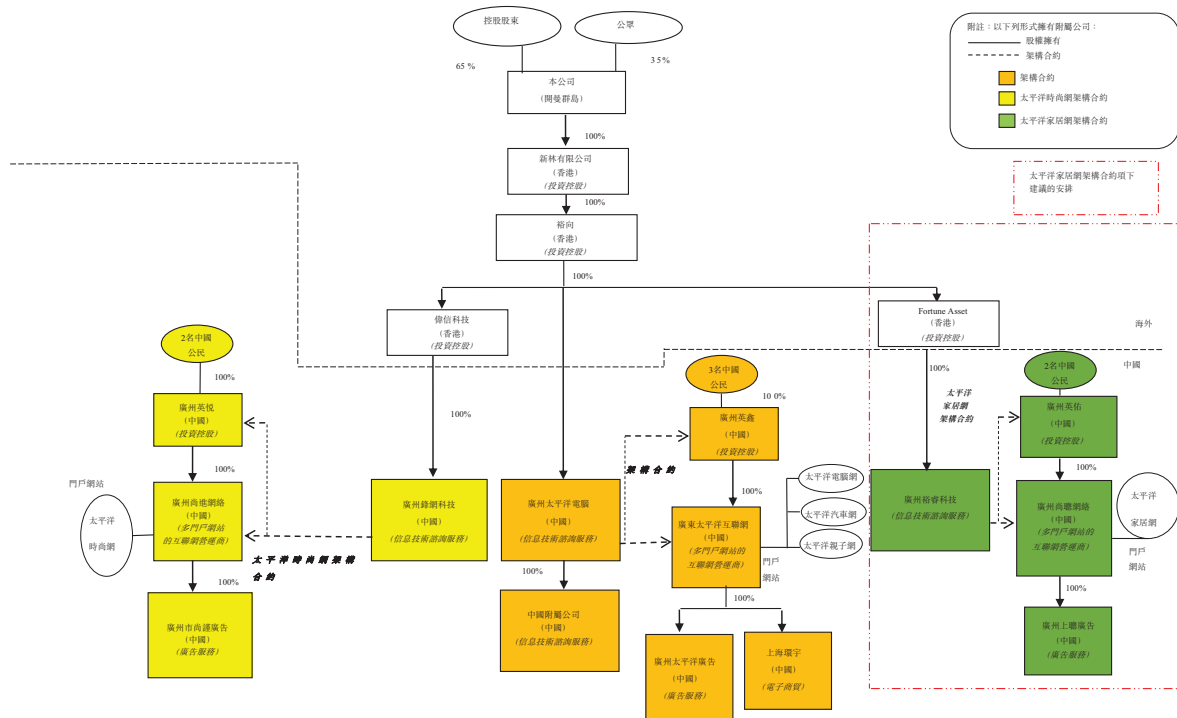 控股股東
公眾
65%
35%
本公司
(開曼群島)
100%
新林有限公司
(香港)
(投資控股)
100%
裕向
(香港)
(投資控股)
100%
附註：以下列形式擁有附屬公司：
股權擁有
架構合約
架構合約
太平洋時尚網架構合約
太平洋家居網架構合約
太平洋家居網架構合約項下
建議的安排
偉信科技
(香港)
(投資控股)
Fortune Asset
(香港)
(投資控股)
海外
中國
2名中國
公民
100%
廣州英悅
(中國)
(投資控股)
100%
門戶網站
太平洋
時尚網
廣州尚進網絡
(中國)
(多門戶網站
的互聯網營運商)
100%
廣州市尚謹廣告
(中國)
(廣告服務)
太平洋時尚網架構
合約
100%
廣州鋒網科技
(中國)
(信息技術諮詢服務)
100%
廣州太平洋電腦
(中國)
(信息技術諮詢服務)
100%
中國附屬公司
(中國)
(信息技術諮詢服務)
架構合約
3名中國
公民
100%
廣州英鑫
(中國)
(投資控股)
100%
廣東太平洋互聯網
(中國)
(多門戶網站的
互聯網營運商)
太平洋電腦網
太平洋汽車網
太平洋親子網
門戶
網站
100%
廣州太平洋廣告
(中國)
(廣告服務)
上海環宇
(中國)
(電子商貿)
100%
太平洋
家居網
架構合約
廣州裕睿科技
(中國)
(信息技術諮詢服務)
2名中國
公民
100%
廣州英佑
(中國)
(投資控股)
100%
廣州尚聰網絡
(中國)
(多門戶網站的
互聯網營運商)
太平洋
家居網
門戶
網站
100%
廣州上聰廣告
(中國)
(廣告服務)